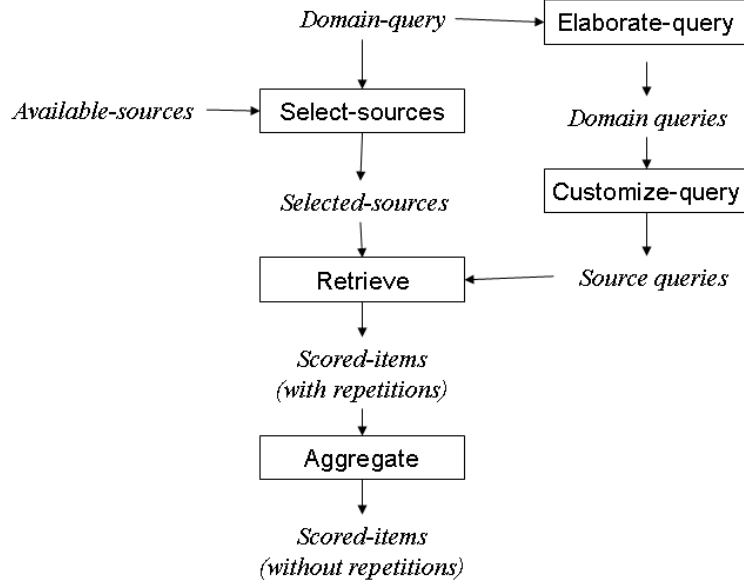 Domain-query
Elaborate-query
Available-sources
Select-sources
Domain queries
Selected-sources
Customize-query
Retrieve
Source queries
Scored-items
(with repetitions)
Aggregate
Scored-items
(without repetitions)